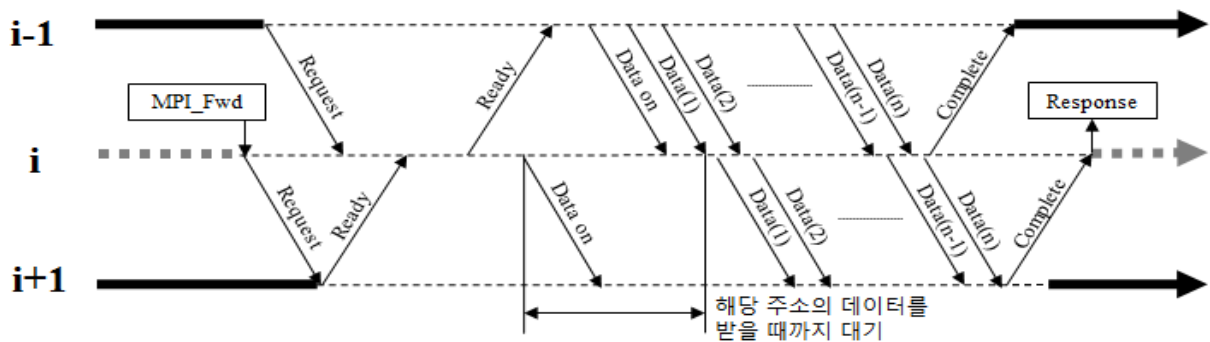 i-1
Request
Ready
Data on
Data(1)
Data(2)
Data(n-1)
Data(n)
Complete
MPI_Fwd
Response
i
Request
Ready
Data on
Data(1)
Data(2)
Data(n-1)
Data(n)
Complete
i+1
해당 주소의 데이터를
받을 때까지 대기